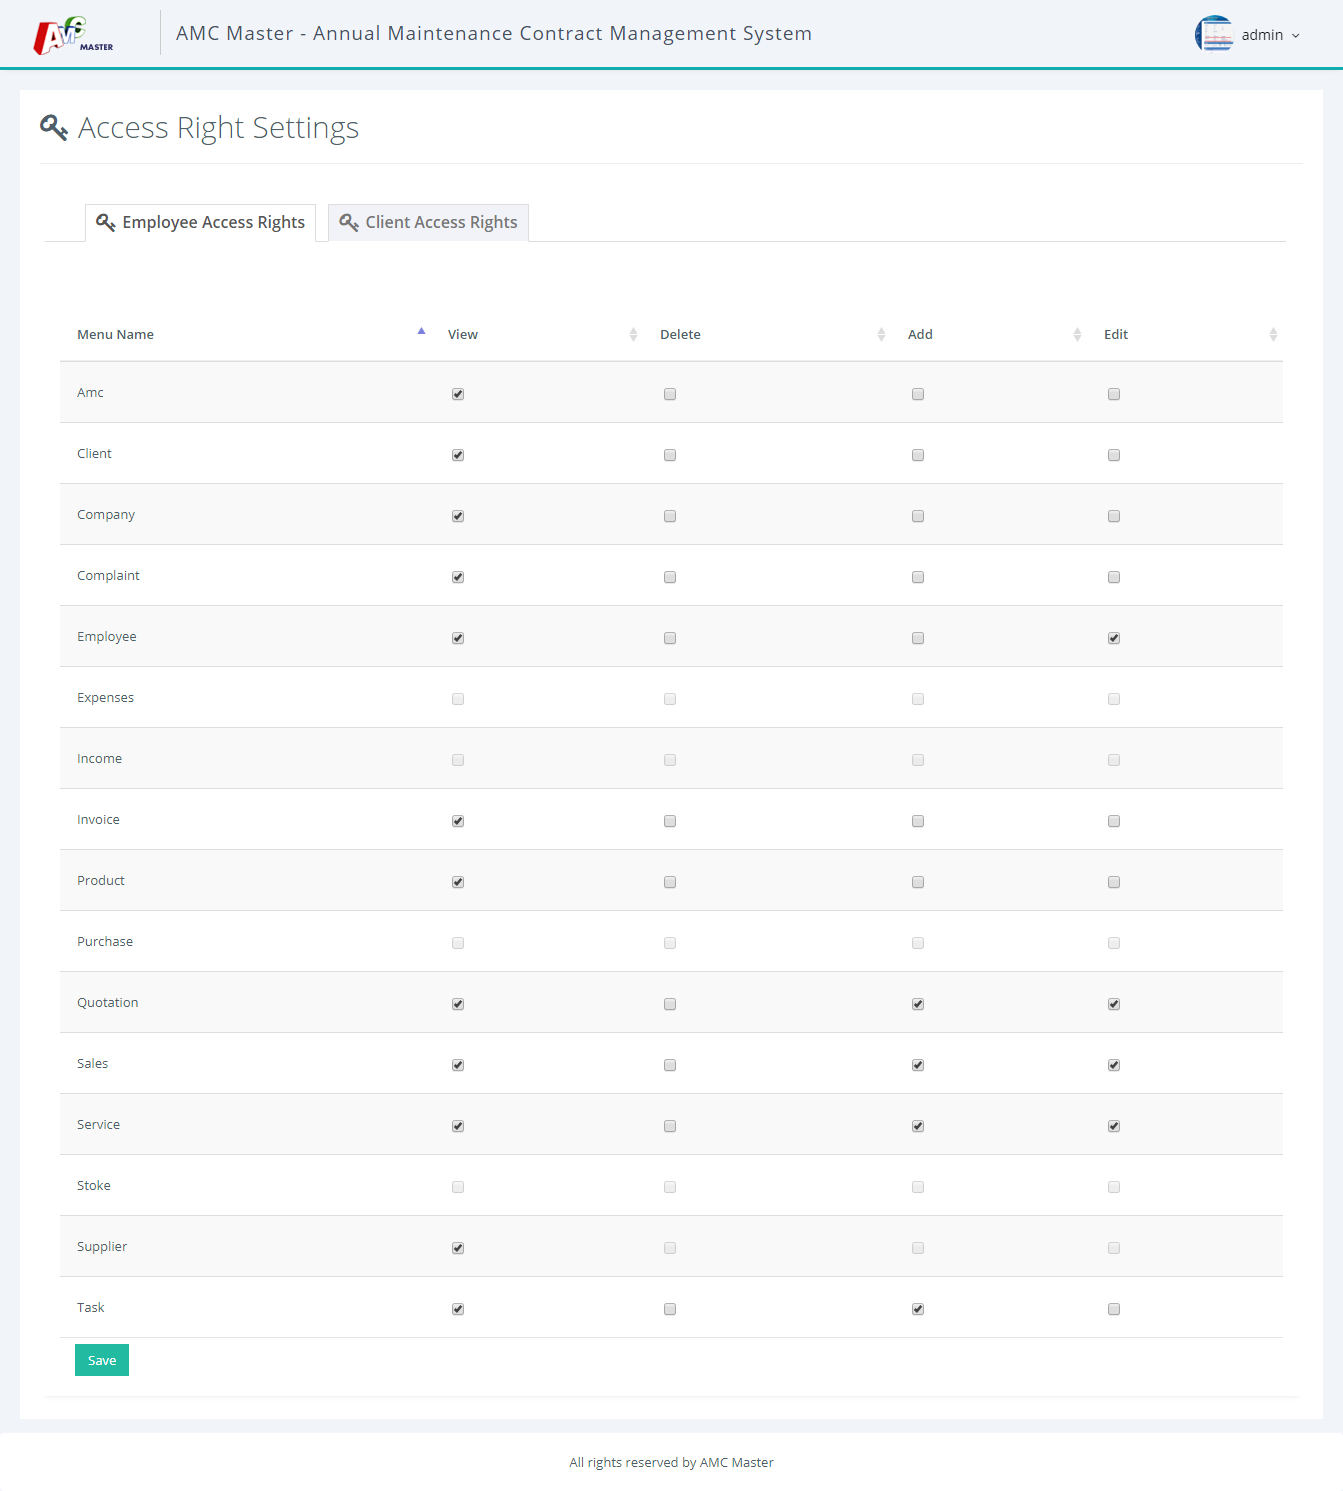 AMC MASTER
AMC Master - Annual Maintenance Contract Management System
admin
Access Right Settings
Employee Access Rights
Client Access Rights
Menu Name View Delete Add Edit
Amc
Client
Company
Complaint
Employee
Expenses
Income
Invoice
Product
Purchase
Quotation
Sales
Service
Stoke
Supplier
Task
Save
All rights reserved by AMC Master